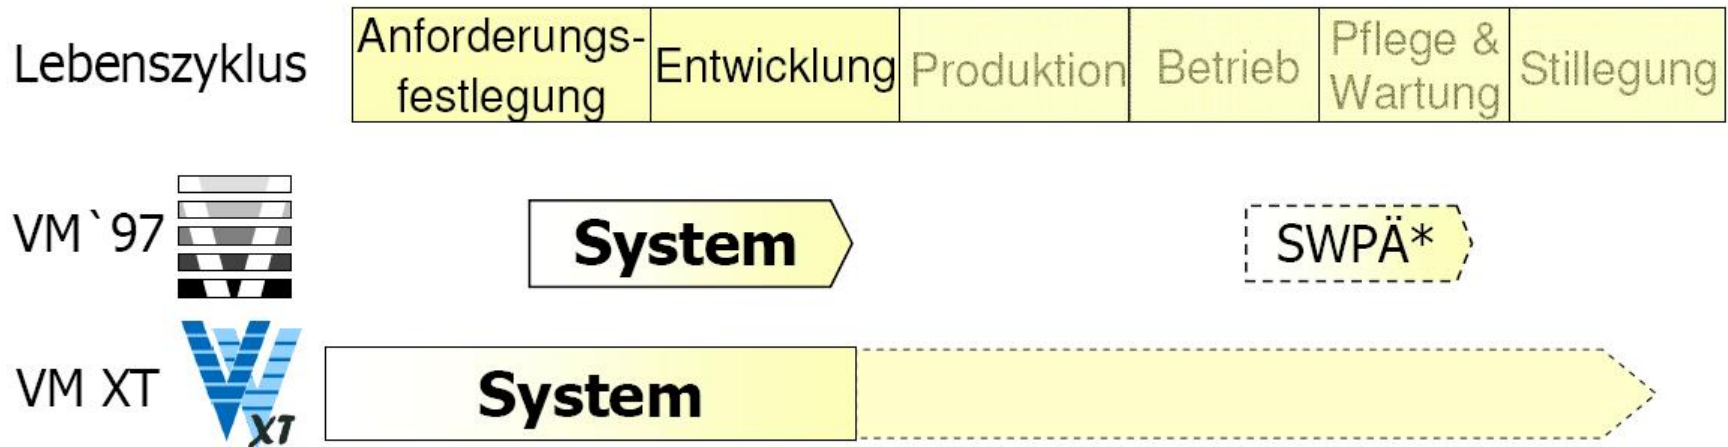 Lebenszyklus
Anforderungs-
festlegung
Entwicklung
Produktion
Betrieb
Pflege &
Wartung
Stillegung
VM`97
System
SWPÄ*
VM XT
XT
System